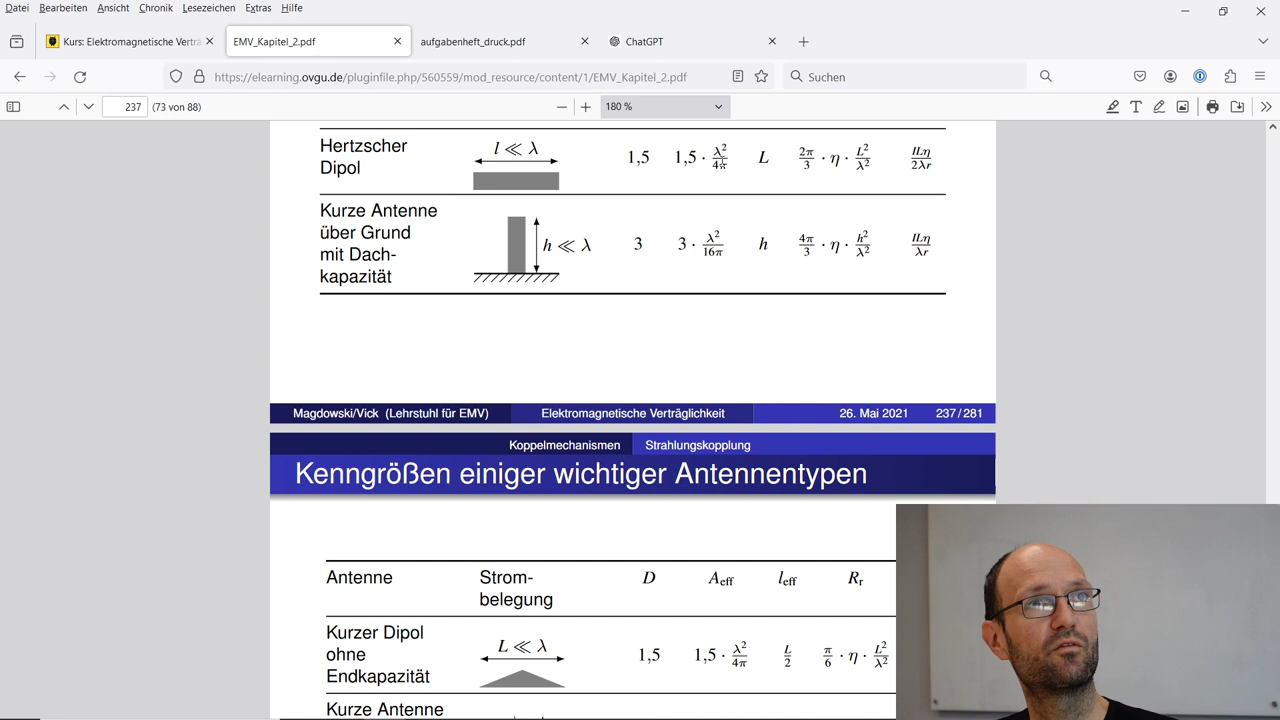 Datei Bearbeiten Ansicht Chronik Lesezeichen Extras Hilfe
Kurs: Elektromagnetische Verträ
EMV_Kapitel_2.pdf
aufgabenheft_druck.pdf
ChatGPT
https://elearning.ovgu.de/pluginfile.php/560559/mod_resource/content/1/EMV_Kapitel_2.pdf
Suchen
237 (73 von 88)
180 %
Hertzscher
Dipol
l ≪ λ
1,5 1,5 · λ²/4π L 2π/3 · η · L²/λ² ILη/2λr
Kurze Antenne
über Grund
mit Dach-
kapazität
h ≪ λ
3 3 · λ²/16π h 4π/3 · η · h²/λ² ILη/λr
Magdowski/Vick (Lehrstuhl für EMV) Elektromagnetische Verträglichkeit 26. Mai 2021 237/281
Koppelmechanismen Strahlungskopplung
Kenngrößen einiger wichtiger Antennentypen
Antenne Strom-
belegung
D A_eff l_eff R_r
Kurzer Dipol
ohne
Endkapazität
L ≪ λ
1,5 1,5 · λ²/4π L/2 π/6 · η · L²/λ²
Kurze Antenne